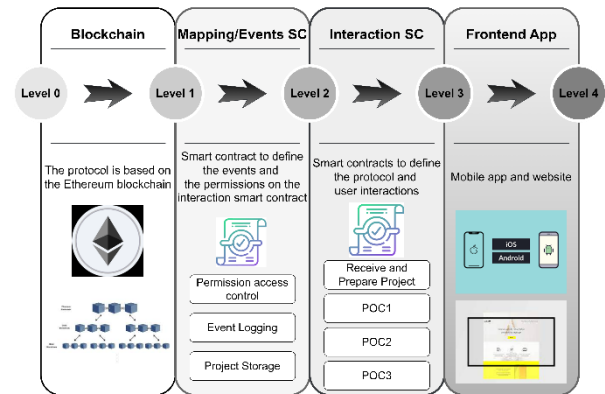 Blockchain
Mapping/Events SC
Interaction SC
Frontend App
Level 0
Level 1
Level 2
Level 3
Level 4
The protocol is based on
the Ethereum blockchain
Smart contract to define
the events and
the permissions on the
interaction smart contract
Permission access
control
Event Logging
Project Storage
Smart contracts to define
the protocol and
user interactions
Receive and
Prepare Project
POC1
POC2
POC3
Mobile app and website
iOS
Android